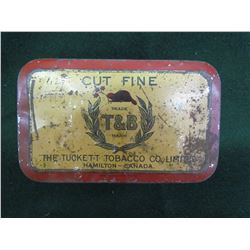 CUT FINE
TRADE
T&B
MARK
THE TUCKETT TOBACCO CO. LIMITED
HAMILTON - CANADA.